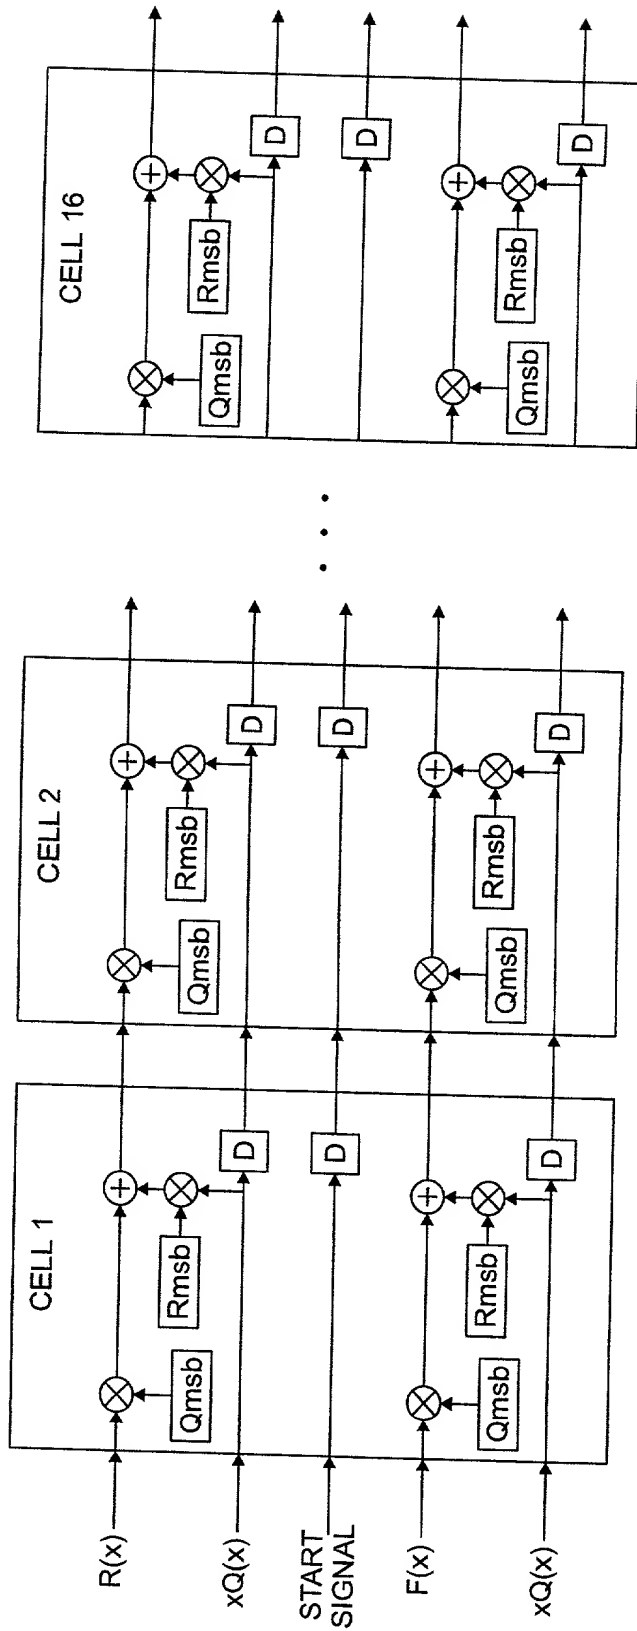 CELL 1
CELL 2
CELL 16
R(x)
Qmsb
Rmsb
Qmsb
Rmsb
Qmsb
Rmsb
xQ(x)
D
D
D
START
SIGNAL
D
D
D
F(x)
Qmsb
Rmsb
Qmsb
Rmsb
Qmsb
Rmsb
xQ(x)
D
D
D